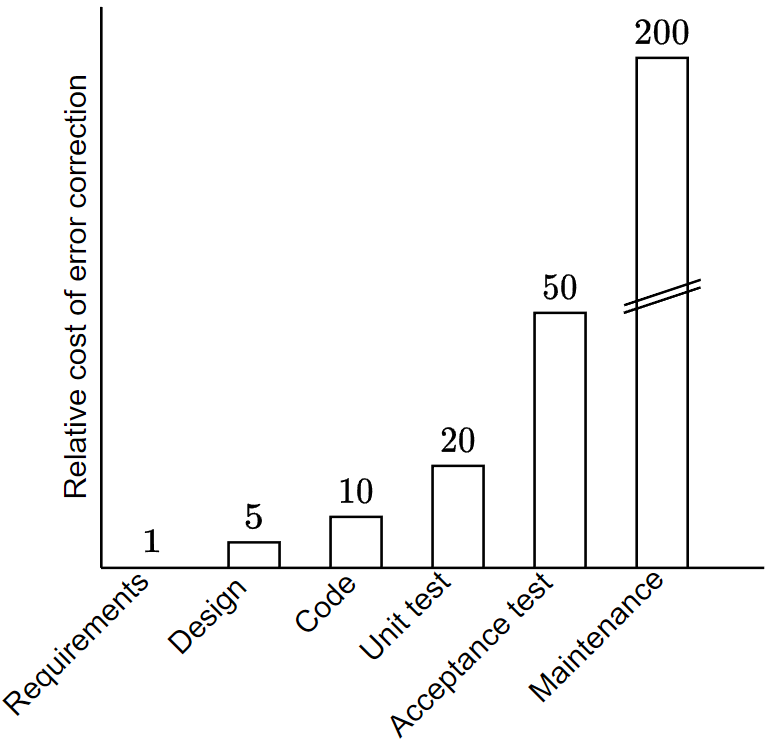 Relative cost of error correction
1
5
10
20
50
200
Requirements
Design
Code
Unit test
Acceptance test
Maintenance